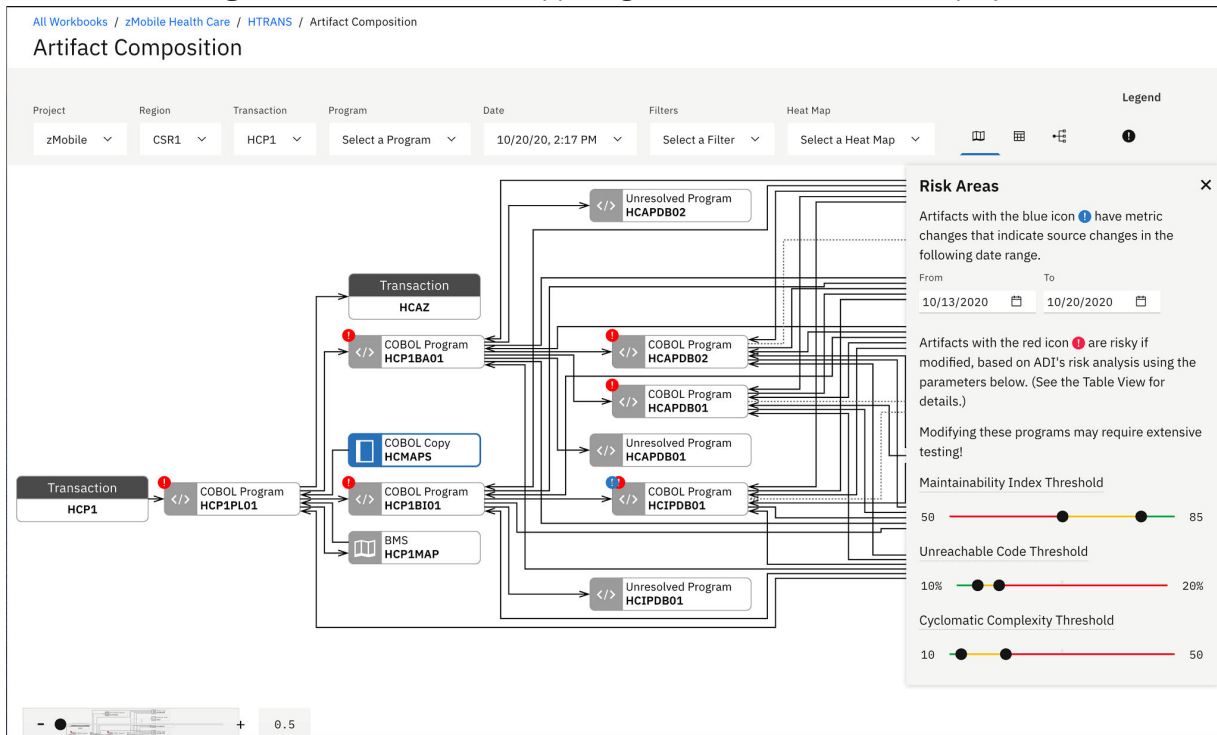 All Workbooks / zMobile Health Care / HTRANS / Artifact Composition
Artifact Composition
Legend
Project Region Transaction Program Date Filters Heat Map
zMobile CSR1 HCP1 Select a Program 10/20/20, 2:17 PM Select a Filter Select a Heat Map
Unresolved Program
HCAPDB02
Transaction
HCAZ
COBOL Program
HCP1BA01
COBOL Program
HCAPDB02
COBOL Program
HCAPDB01
COBOL Copy
HCMAPS
Unresolved Program
HCAPDB01
Transaction
HCP1
COBOL Program
HCP1PL01
COBOL Program
HCP1BI01
COBOL Program
HCIPDB01
BMS
HCP1MAP
Unresolved Program
HCIPDB01
Risk Areas
Artifacts with the blue icon ! have metric
changes that indicate source changes in the
following date range.
From To
10/13/2020 10/20/2020
Artifacts with the red icon ! are risky if
modified, based on ADI's risk analysis using the
parameters below. (See the Table View for
details.)
Modifying these programs may require extensive
testing!
Maintainability Index Threshold
50 85
Unreachable Code Threshold
10% 20%
Cyclomatic Complexity Threshold
10 50
- + 0.5